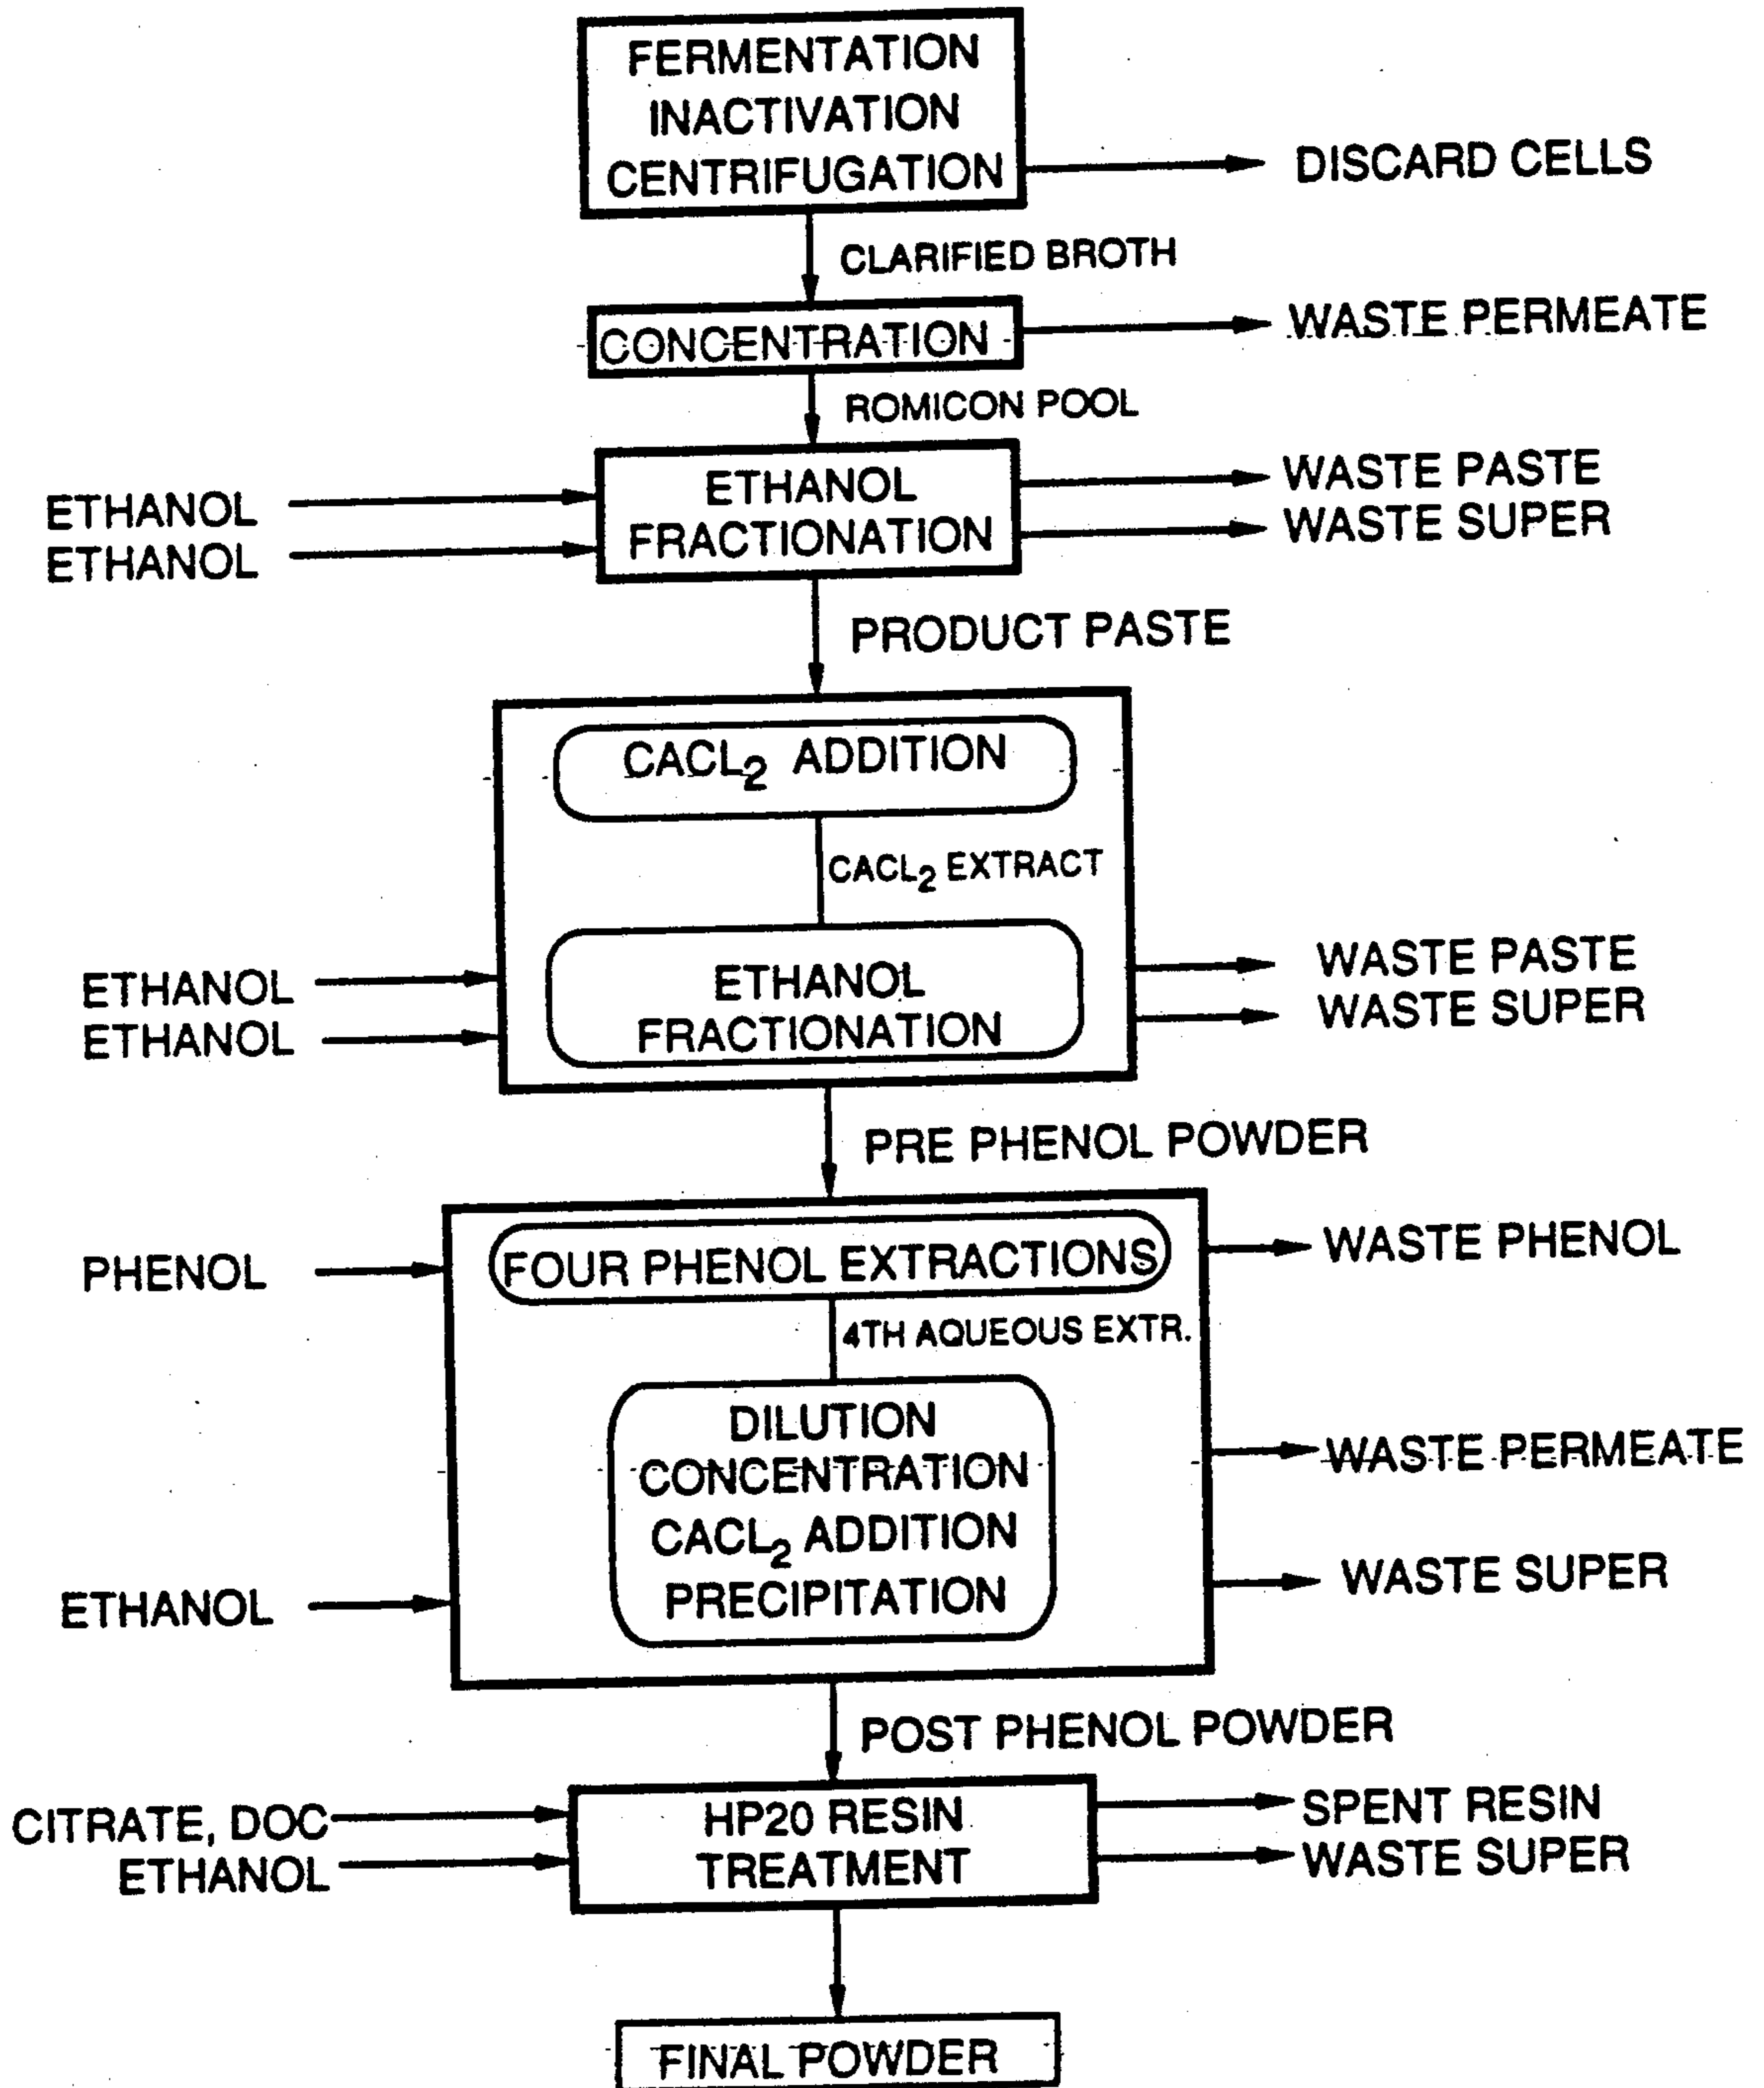 FERMENTATION
INACTIVATION
CENTRIFUGATION
DISCARD CELLS
CLARIFIED BROTH
CONCENTRATION
WASTE PERMEATE
ROMICON POOL
ETHANOL
ETHANOL
ETHANOL
FRACTIONATION
WASTE PASTE
WASTE SUPER
PRODUCT PASTE
CACL₂ ADDITION
CACL₂ EXTRACT
ETHANOL
ETHANOL
ETHANOL
FRACTIONATION
WASTE PASTE
WASTE SUPER
PRE PHENOL POWDER
PHENOL
FOUR PHENOL EXTRACTIONS
WASTE PHENOL
4TH AQUEOUS EXTR.
DILUTION
CONCENTRATION
CACL₂ ADDITION
PRECIPITATION
WASTE PERMEATE
ETHANOL
WASTE SUPER
POST PHENOL POWDER
CITRATE, DOC
ETHANOL
HP20 RESIN
TREATMENT
SPENT RESIN
WASTE SUPER
FINAL POWDER